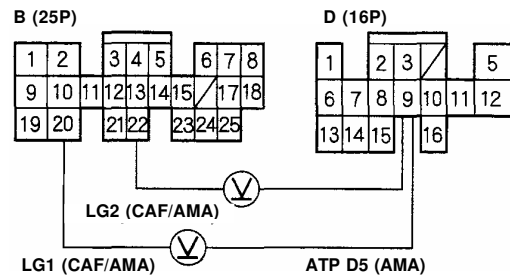 B (25P) D (16P)
1 2 3 4 5 6 7 8 1 2 3 5
9 10 11 12 13 14 15 17 18 6 7 8 9 10 11 12
19 20 21 22 23 24 25 13 14 15 16
LG2 (CAF/AMA)
LG1 (CAF/AMA) ATP D5 (AMA)